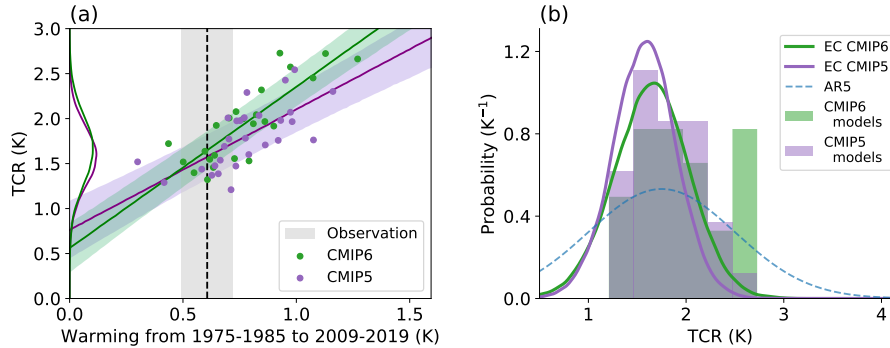 (a)
3.0
2.5
2.0
1.5
1.0
0.5
0.0
TCR (K)
Observation
CMIP6
CMIP5
0.0 0.5 1.0 1.5
Warming from 1975-1985 to 2009-2019 (K)
(b)
1.2
0.8
0.4
0.0
Probability (K⁻¹)
EC CMIP6
EC CMIP5
AR5
CMIP6
models
CMIP5
models
1 2 3 4
TCR (K)